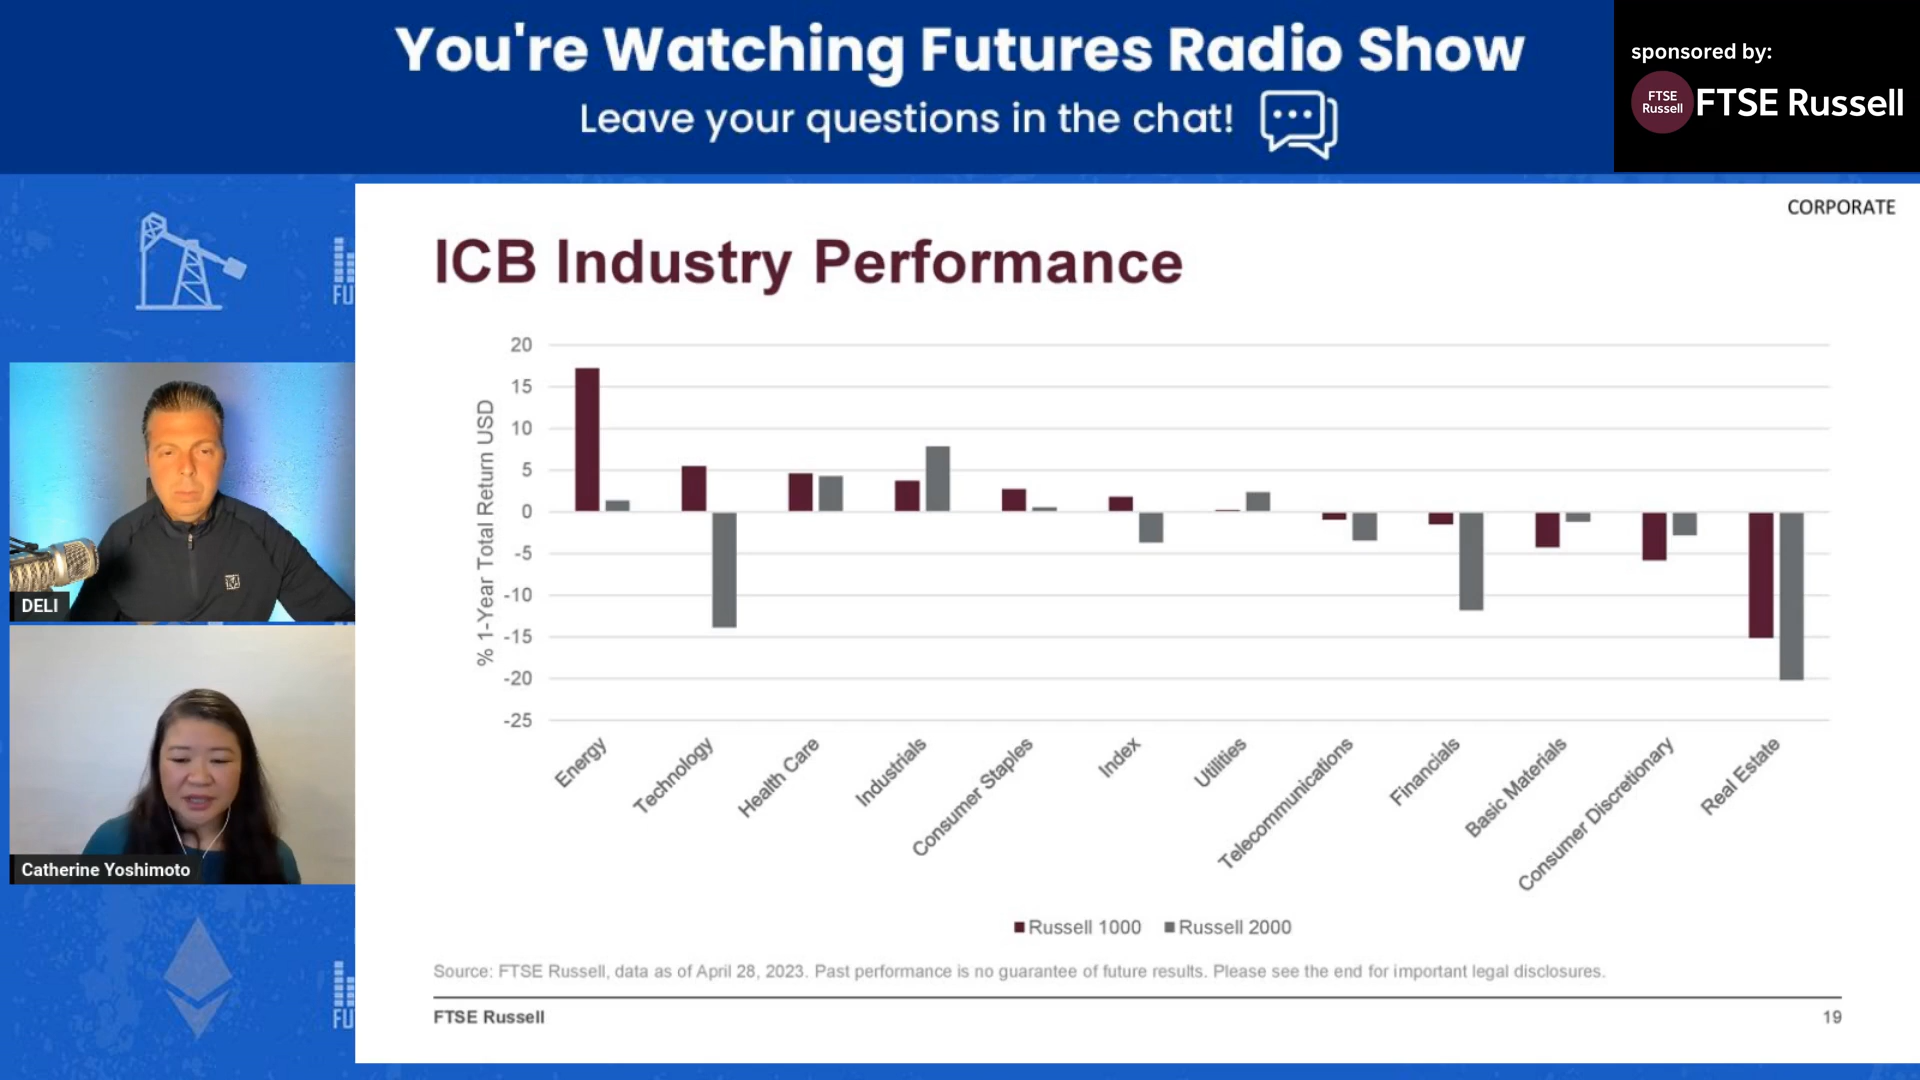 You're Watching Futures Radio Show
Leave your questions in the chat!
sponsored by:
FTSE
Russell
FTSE Russell
CORPORATE
ICB Industry Performance
% 1-Year Total Return USD
20
15
10
5
0
-5
-10
-15
-20
-25
Energy
Technology
Health Care
Industrials
Consumer Staples
Index
Utilities
Telecommunications
Financials
Basic Materials
Consumer Discretionary
Real Estate
Russell 1000
Russell 2000
Source: FTSE Russell, data as of April 28, 2023. Past performance is no guarantee of future results. Please see the end for important legal disclosures.
FTSE Russell
19
DELI
Catherine Yoshimoto
FU
FU